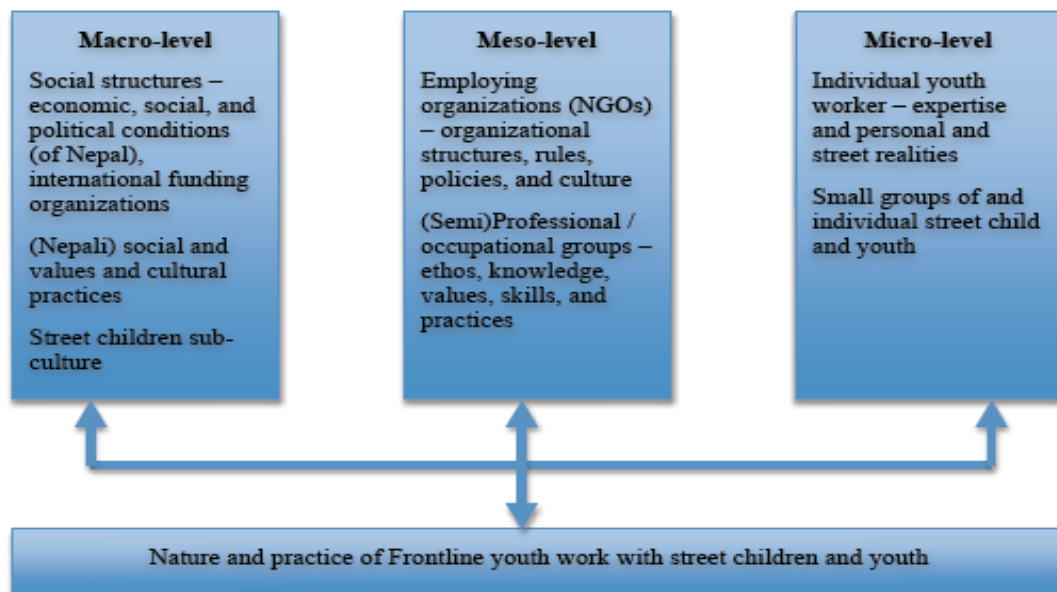 Macro-level
Social structures –
economic, social, and
political conditions
(of Nepal),
international funding
organizations
(Nepali) social and
values and cultural
practices
Street children sub-
culture
Meso-level
Employing
organizations (NGOs)
– organizational
structures, rules,
policies, and culture
(Semi)Professional /
occupational groups –
ethos, knowledge,
values, skills, and
practices
Micro-level
Individual youth
worker – expertise
and personal and
street realities
Small groups of and
individual street child
and youth
Nature and practice of Frontline youth work with street children and youth